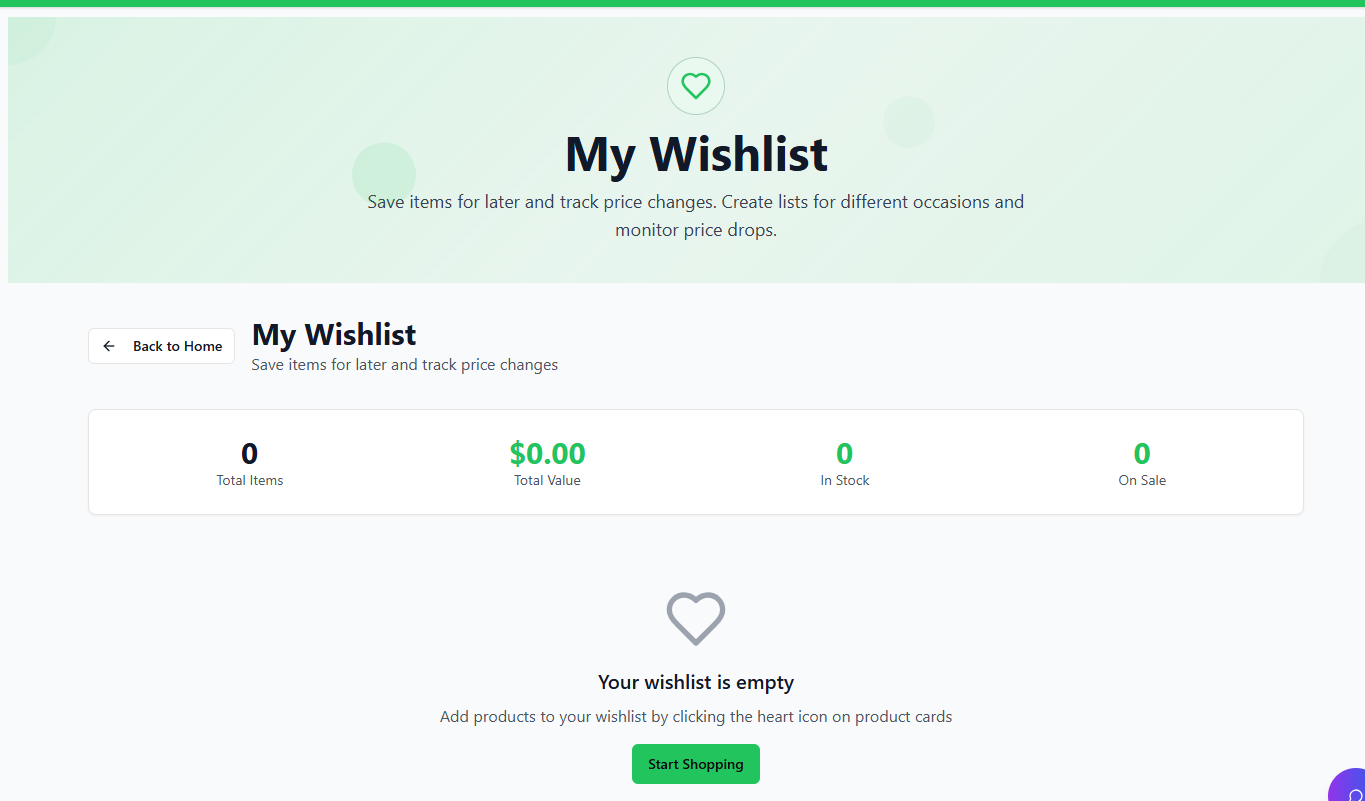 My Wishlist
Save items for later and track price changes. Create lists for different occasions and
monitor price drops.
Back to Home
My Wishlist
Save items for later and track price changes
0
Total Items
$0.00
Total Value
0
In Stock
0
On Sale
Your wishlist is empty
Add products to your wishlist by clicking the heart icon on product cards
Start Shopping